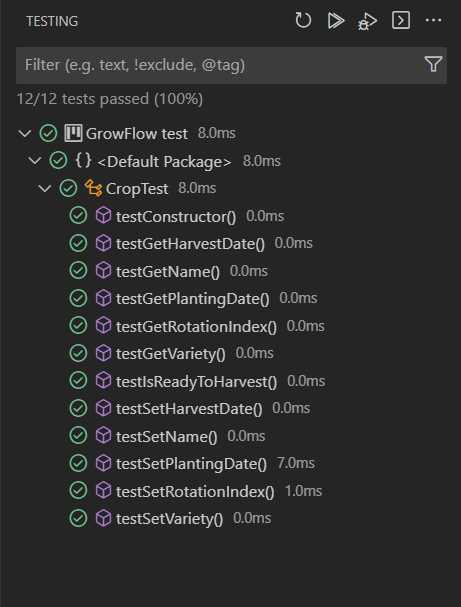 TESTING
Filter (e.g. text, !exclude, @tag)
12/12 tests passed (100%)
GrowFlow test 8.0ms
{} <Default Package> 8.0ms
CropTest 8.0ms
testConstructor() 0.0ms
testGetHarvestDate() 0.0ms
testGetName() 0.0ms
testGetPlantingDate() 0.0ms
testGetRotationIndex() 0.0ms
testGetVariety() 0.0ms
testIsReadyToHarvest() 0.0ms
testSetHarvestDate() 0.0ms
testSetName() 0.0ms
testSetPlantingDate() 7.0ms
testSetRotationIndex() 1.0ms
testSetVariety() 0.0ms